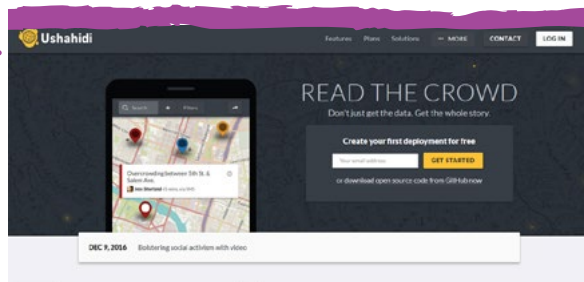 Ushahidi
Features Plans Solutions MORE CONTACT LOG IN
READ THE CROWD
Don't just get the data. Get the whole story.
Search Filters
Create your first deployment for free
Your email address GET STARTED
or download open source code from GitHub now
Overcrowding between 5th St. &
Salem Ave.
DEC 9, 2016 Bolstering social activism with video